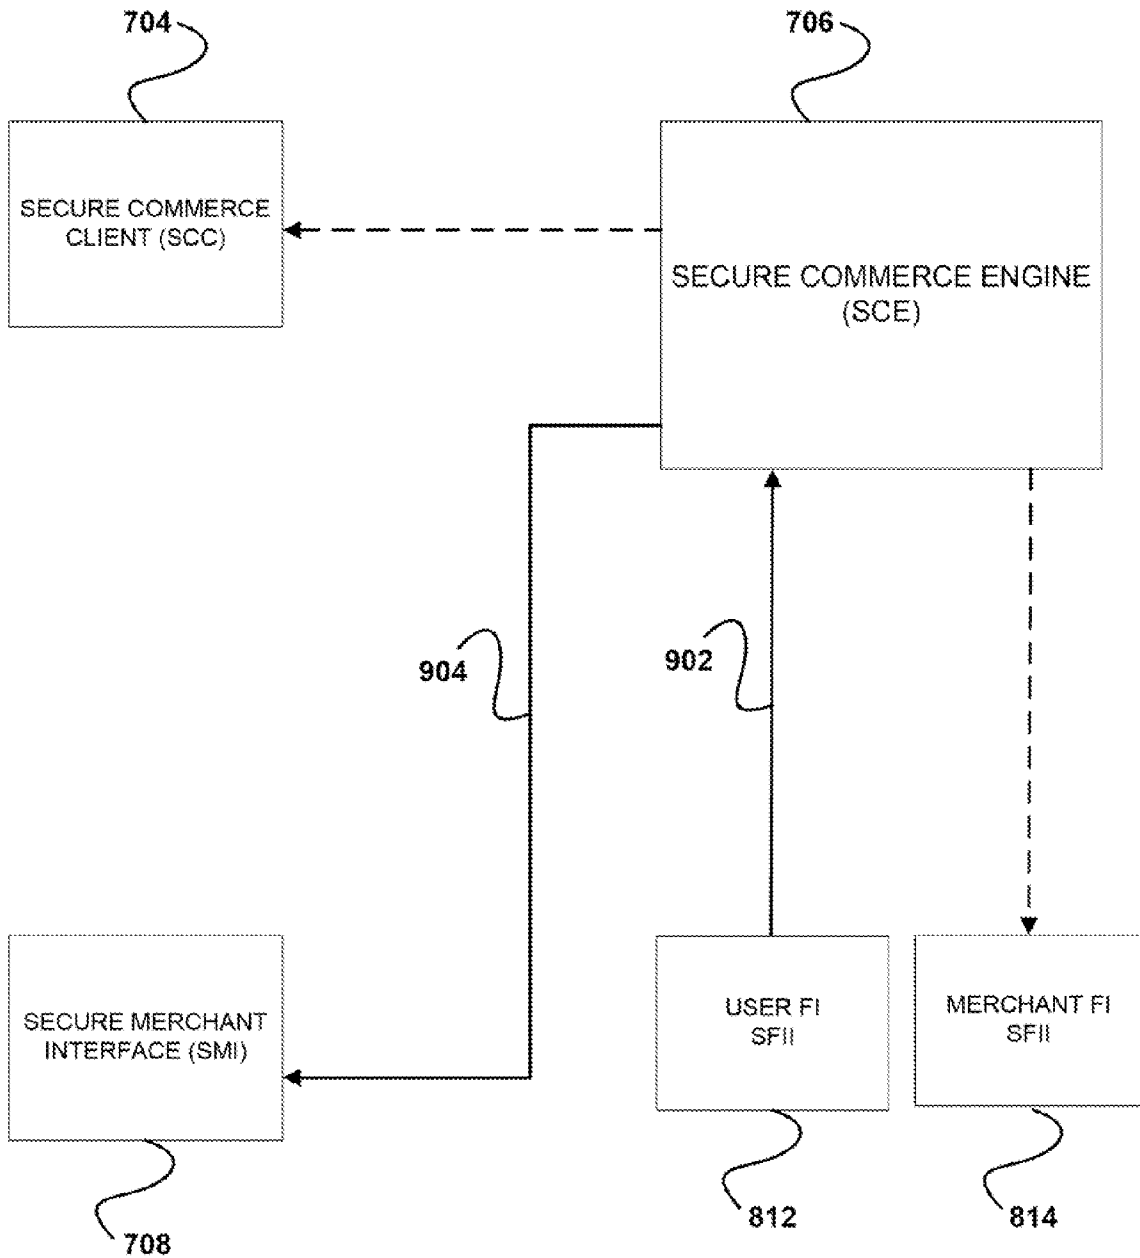 704
706
SECURE COMMERCE
CLIENT (SCC)
SECURE COMMERCE ENGINE
(SCE)
904
902
SECURE MERCHANT
INTERFACE (SMI)
USER FI
SFII
MERCHANT FI
SFII
708
812
814